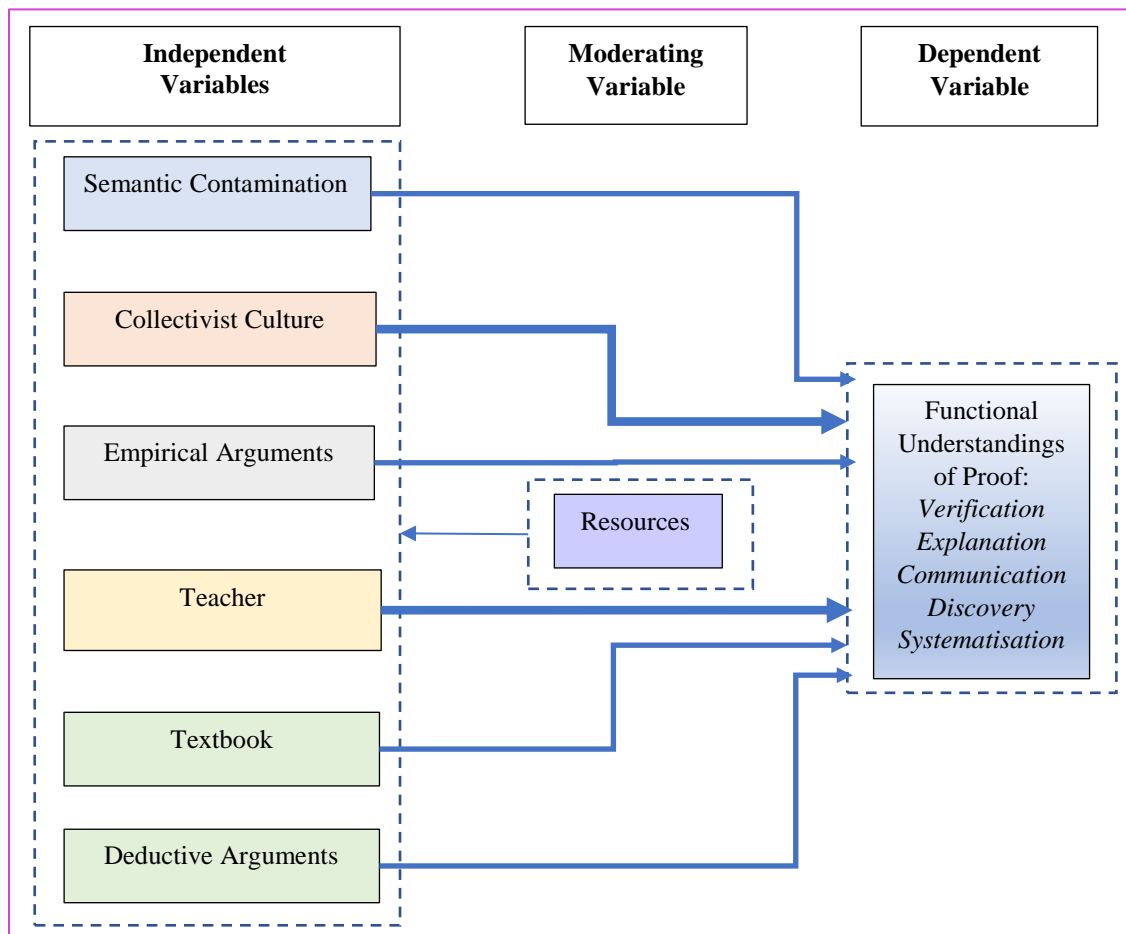 Independent
Variables
Moderating
Variable
Dependent
Variable
Semantic Contamination
Collectivist Culture
Empirical Arguments
Resources
Teacher
Textbook
Deductive Arguments
Functional
Understandings
of Proof:
Verification
Explanation
Communication
Discovery
Systematisation